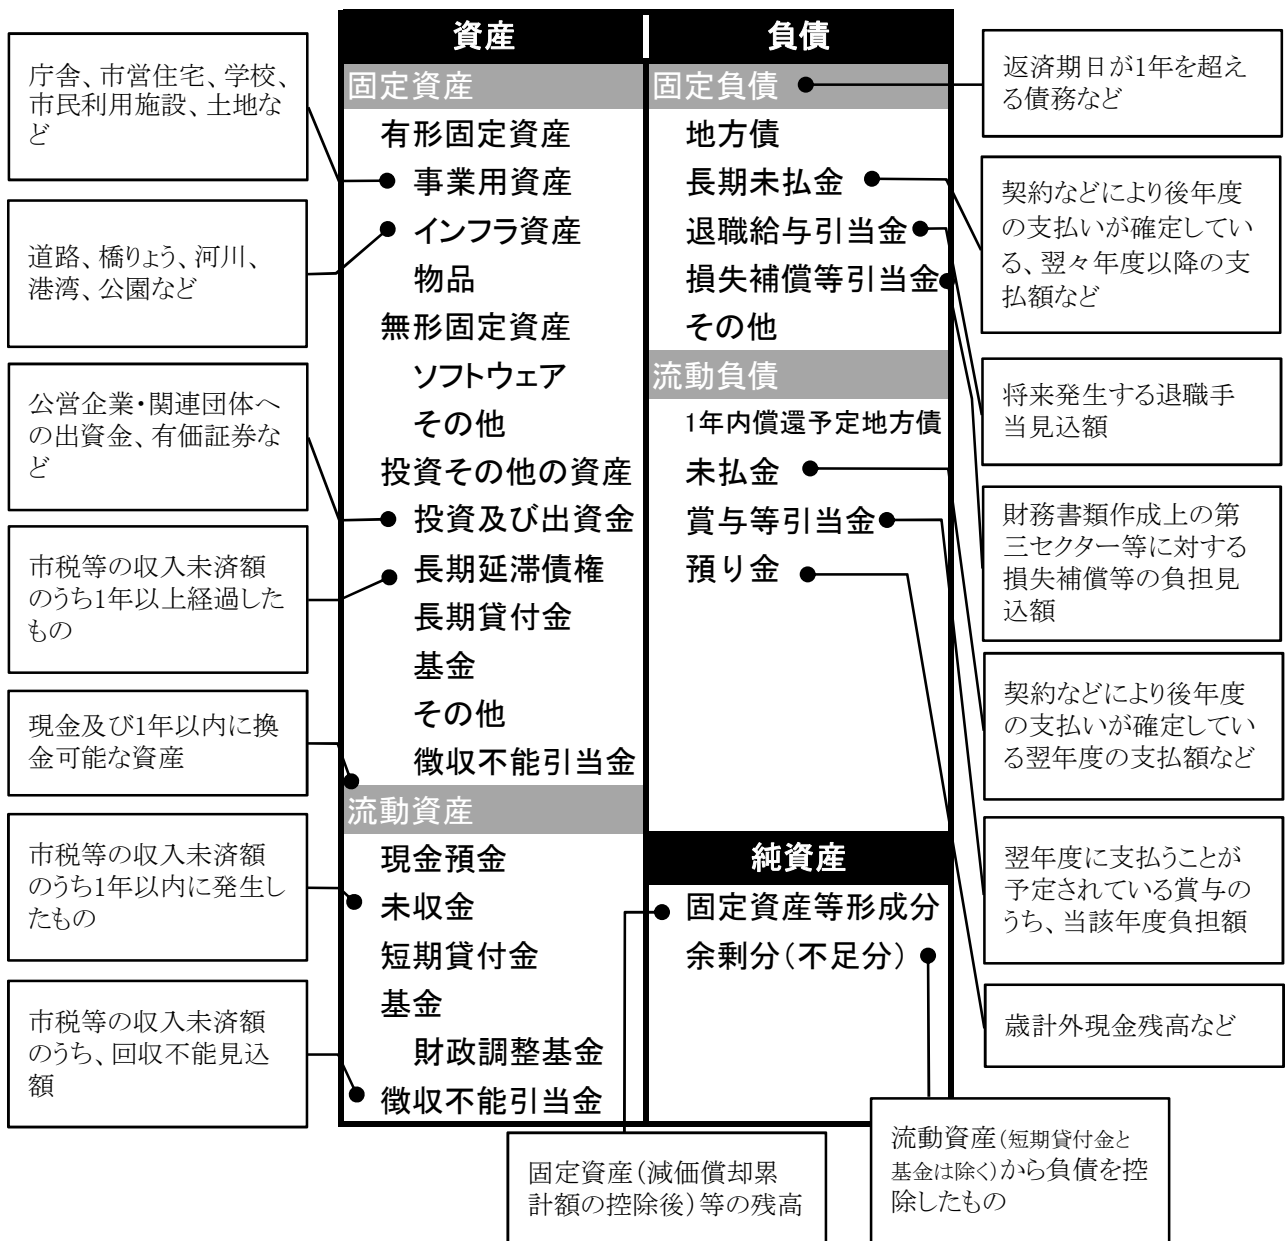 資産
負債
庁舎、市営住宅、学校、
市民利用施設、土地な
ど
道路、橋りょう、河川、
港湾、公園など
公営企業・関連団体へ
の出資金、有価証券な
ど
市税等の収入未済額
のうち1年以上経過した
もの
現金及び1年以内に換
金可能な資産
市税等の収入未済額
のうち1年以内に発生し
たもの
市税等の収入未済額
のうち、回収不能見込
額
固定資産
有形固定資産
事業用資産
インフラ資産
物品
無形固定資産
ソフトウェア
その他
投資その他の資産
投資及び出資金
長期延滞債権
長期貸付金
基金
その他
徴収不能引当金
流動資産
現金預金
未収金
短期貸付金
基金
財政調整基金
徴収不能引当金
固定負債
地方債
長期未払金
退職給与引当金
損失補償等引当金
その他
流動負債
1年内償還予定地方債
未払金
賞与等引当金
預り金
純資産
固定資産等形成分
余剰分(不足分)
返済期日が1年を超え
る債務など
契約などにより後年度
の支払いが確定してい
る、翌々年度以降の支
払額など
将来発生する退職手
当見込額
財務書類作成上の第
三セクター等に対する
損失補償等の負担見
込額
契約などにより後年度
の支払いが確定してい
る翌年度の支払額など
翌年度に支払うことが
予定されている賞与の
うち、当該年度負担額
歳計外現金残高など
固定資産(減価償却累
計額の控除後)等の残高
流動資産(短期貸付金と
基金は除く)から負債を控
除したもの